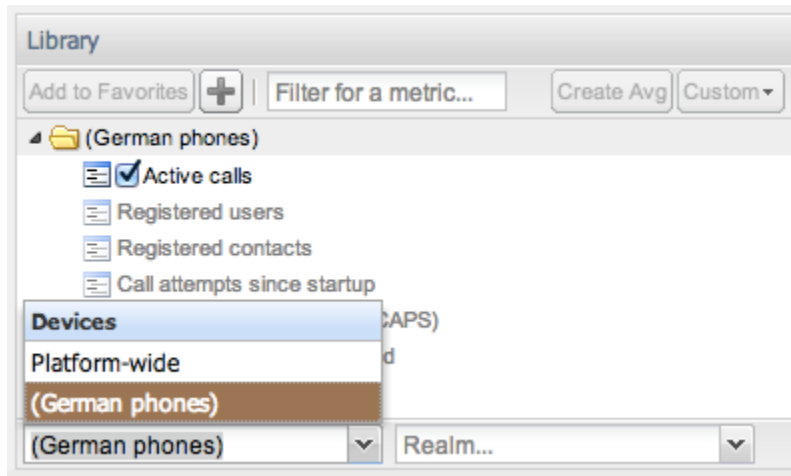 Library
Add to Favorites | Filter for a metric... Create Avg Custom
(German phones)
Active calls
Registered users
Registered contacts
Call attempts since startup
Devices CAPS)
Platform-wide
(German phones)
(German phones) Realm...